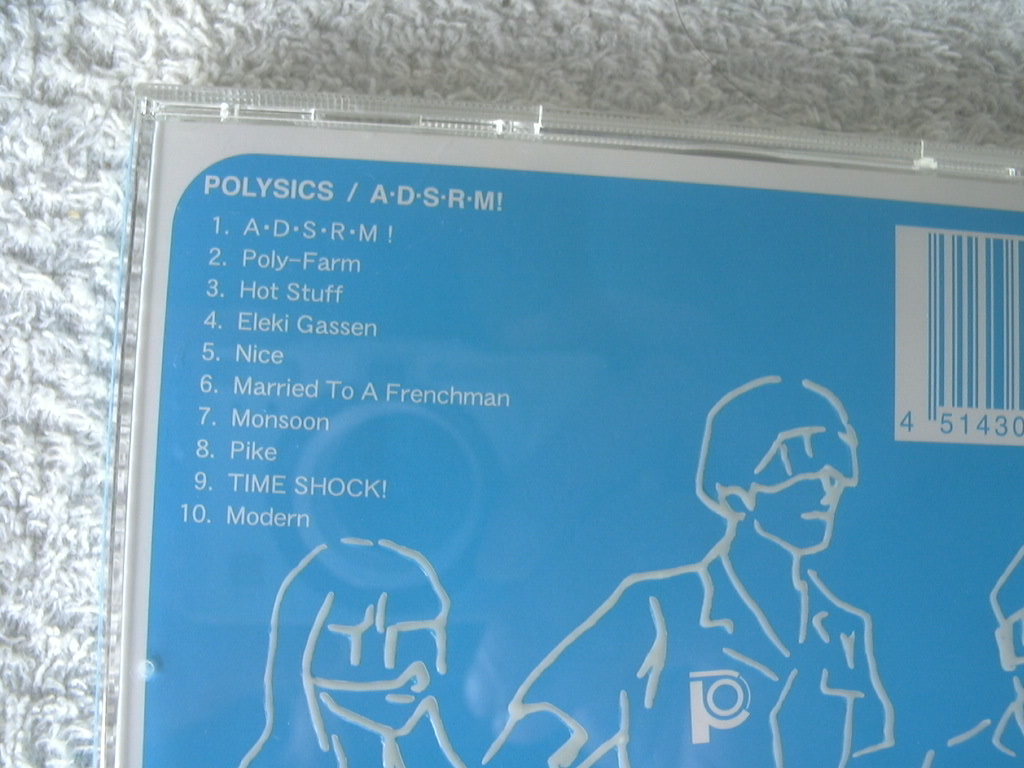 POLYSICS / A·D·S·R·M!
1. A·D·S·R·M !
2. Poly-Farm
3. Hot Stuff
4. Eleki Gassen
5. Nice
6. Married To A Frenchman
7. Monsoon
8. Pike
9. TIME SHOCK!
10. Modern
4 51430